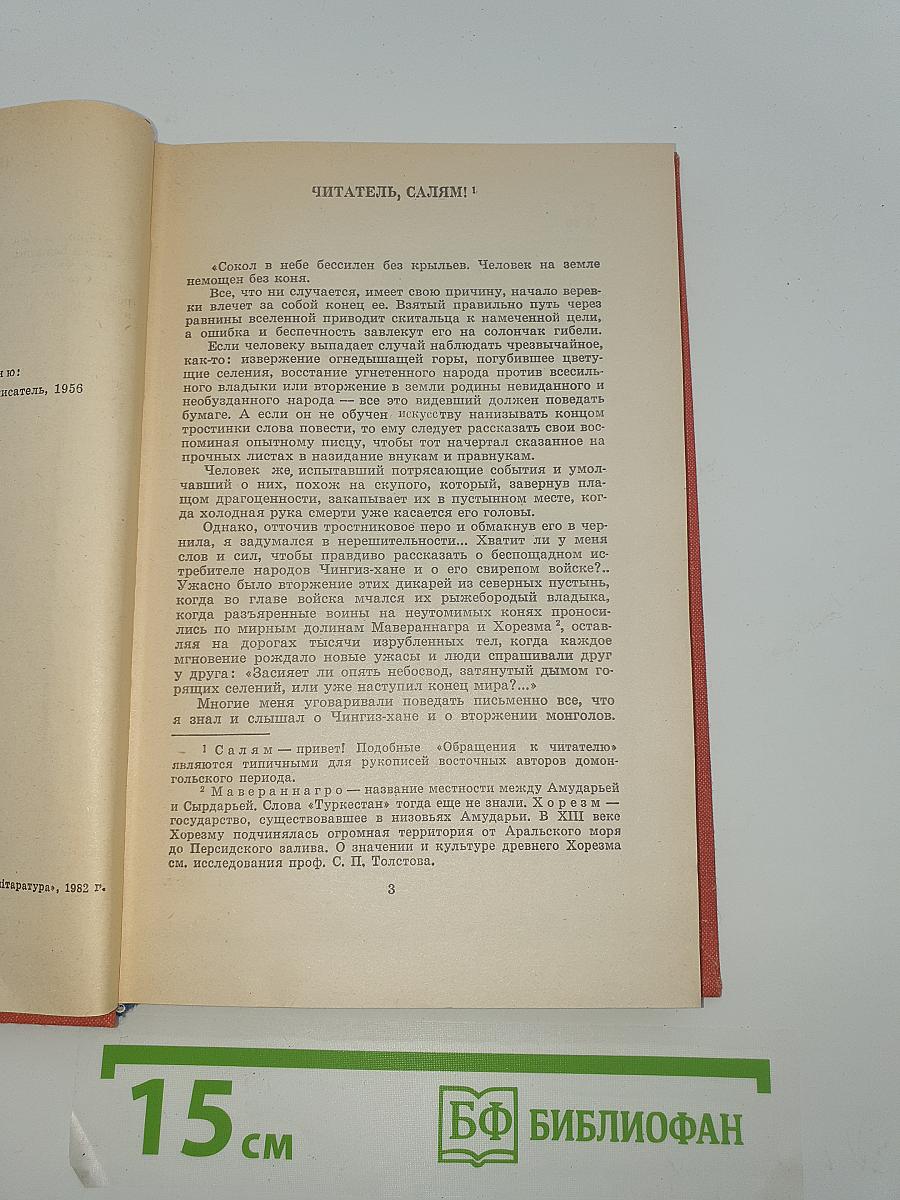 ню:
исатель, 1956
ітаратура», 1982 г.
ЧИТАТЕЛЬ, САЛЯМ! 1
«Сокол в небе бессилен без крыльев. Человек на земле
немощен без коня.
Все, что ни случается, имеет свою причину, начало верев-
ки влечет за собой конец ее. Взятый правильно путь через
равнины вселенной приводит скитальца к намеченной цели,
а ошибка и беспечность завлекут его на солончак гибели.
Если человеку выпадает случай наблюдать чрезвычайное,
как-то: извержение огнедышащей горы, погубившее цвету-
щие селения, восстание угнетенного народа против всесиль-
ного владыки или вторжение в земли родины невиданного и
необузданного народа — все это видевший должен поведать
бумаге. А если он не обучен искусству нанизывать концом
тростинки слова повести, то ему следует рассказать свои вос-
поминая опытному писцу, чтобы тот начертал сказанное на
прочных листах в назидание внукам и правнукам.
Человек же, испытавший потрясающие события и умол-
чавший о них, похож на скупого, который, завернув пла-
щом драгоценности, закапывает их в пустынном месте, ког-
да холодная рука смерти уже касается его головы.
Однако, отточив тростниковое перо и обмакнув его в чер-
нила, я задумался в нерешительности... Хватит ли у меня
слов и сил, чтобы правдиво рассказать о беспощадном ис-
требителе народов Чингиз-хане и о его свирепом войске?..
Ужасно было вторжение этих дикарей из северных пустынь,
когда во главе войска мчался их рыжебородый владыка,
когда разъяренные воины на неутомимых конях проноси-
лись по мирным долинам Мавераннагра и Хорезма 2, остав-
ляя на дорогах тысячи изрубленных тел, когда каждое
мгновение рождало новые ужасы и люди спрашивали друг
у друга: «Засияет ли опять небосвод, затянутый дымом го-
рящих селений, или уже наступил конец мира?...»
Многие меня уговаривали поведать письменно все, что
я знал и слышал о Чингиз-хане и о вторжении монголов.
1 Салям — привет! Подобные «Обращения к читателю»
являются типичными для рукописей восточных авторов домон-
гольского периода.
2 Мавераннагро — название местности между Амударьей
и Сырдарьей. Слова «Туркестан» тогда еще не знали. Хорезм —
государство, существовавшее в низовьях Амударьи. В XIII веке
Хорезму подчинялась огромная территория от Аральского моря
до Персидского залива. О значении и культуре древнего Хорезма
см. исследования проф. С. П. Толстова.
3
15 см
БФ БИБЛИОФАН